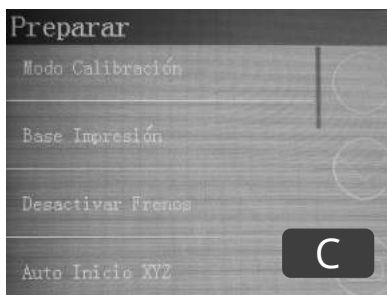 Preparar
Modo Calibración
Base Impresión
Desactivar Frenos
Auto Inicio XYZ
C